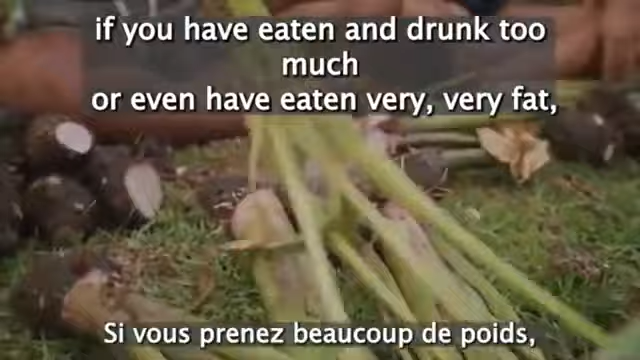 if you have eaten and drunk too
much
or even have eaten very, very fat,
Si vous prenez beaucoup de poids,